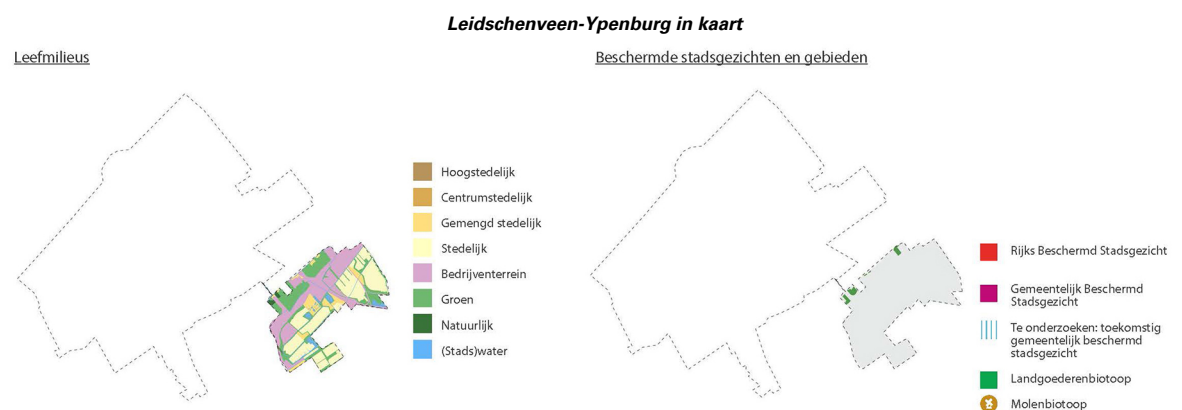 Leidschenveen-Ypenburg in kaart
Leefmilieus
Hoogstedelijk
Centrumstedelijk
Gemengd stedelijk
Stedelijk
Bedrijventerrein
Groen
Natuurlijk
(Stads)water
Beschermde stadsgezichten en gebieden
Rijks Beschermd Stadsgezicht
Gemeentelijk Beschermd
Stadsgezicht
Te onderzoeken: toekomstig
gemeentelijk beschermd
stadsgezicht
Landgoederenbiotoop
Molenbiotoop